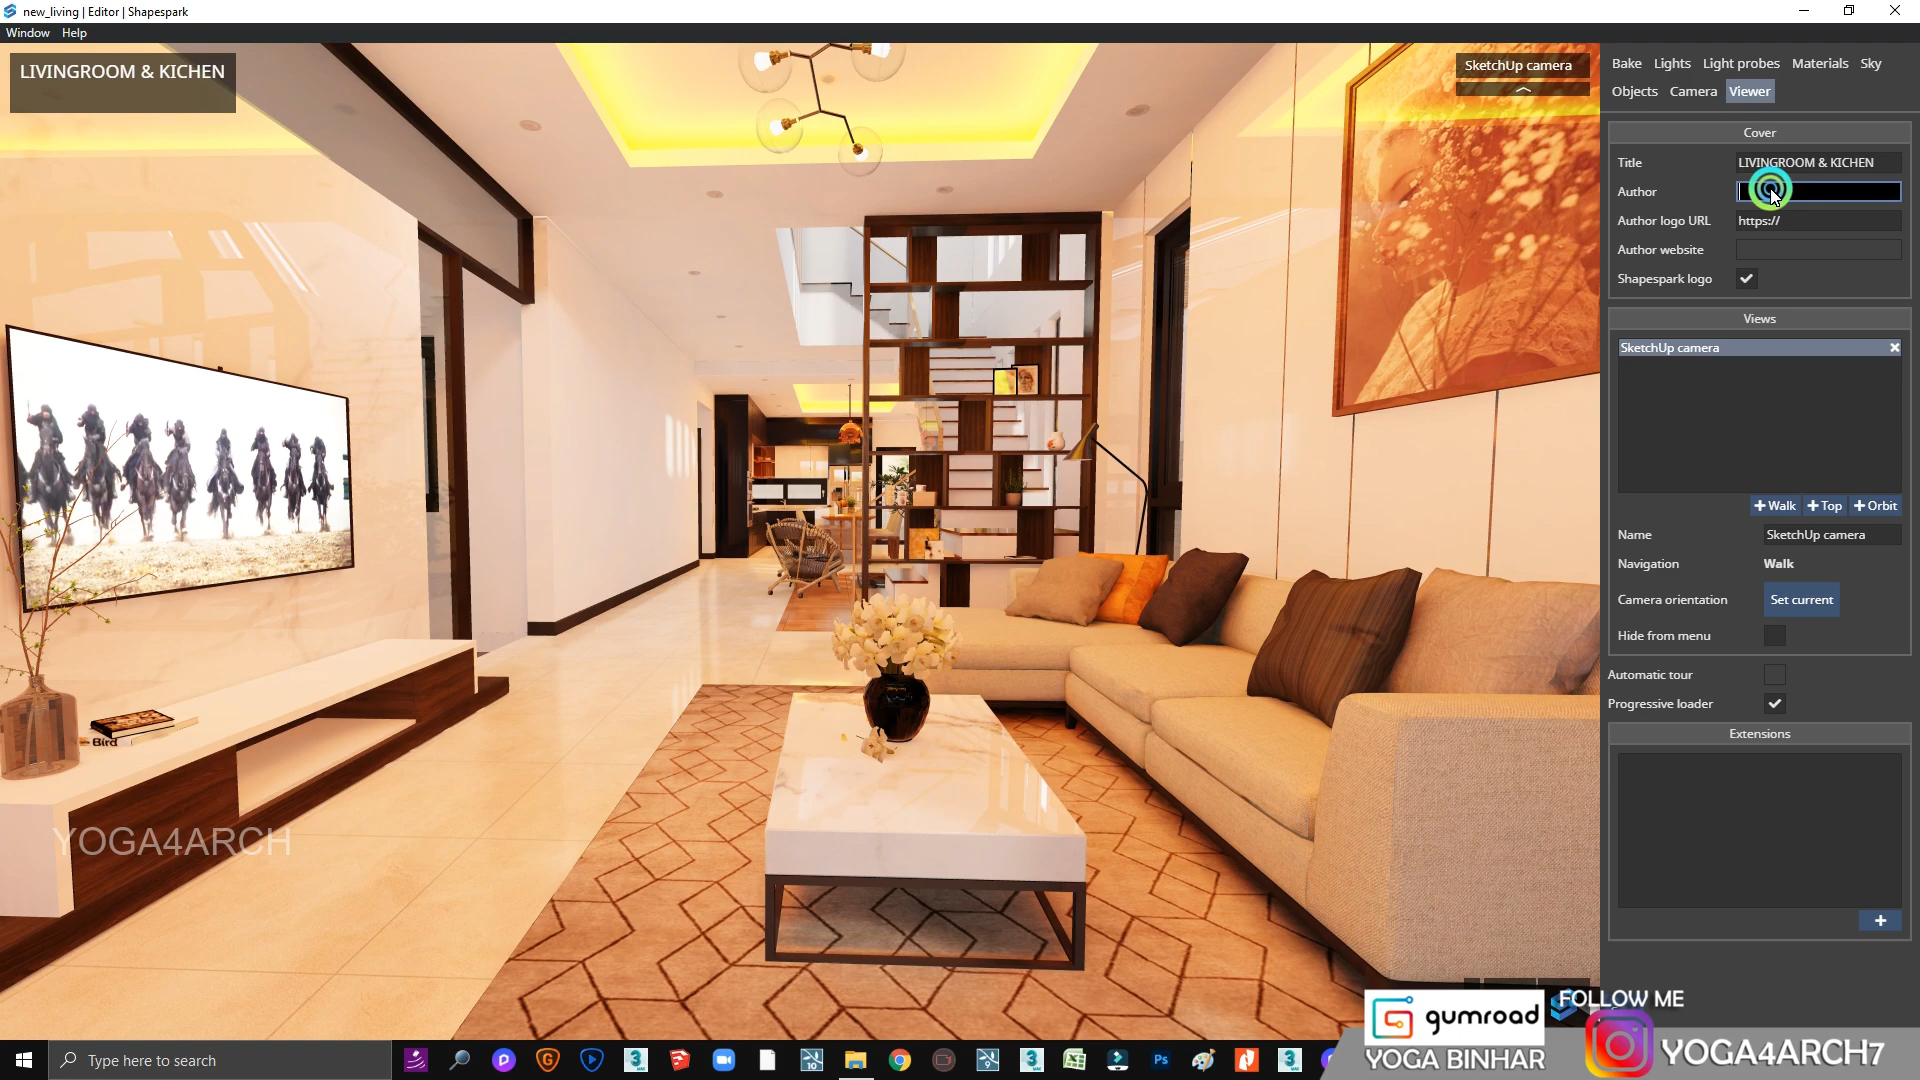 new_living | Editor | Shapespark
Window Help
LIVINGROOM & KICHEN
SketchUp camera
Bake Lights Light probes Materials Sky
Objects Camera Viewer
Cover
Title LIVINGROOM & KICHEN
Author
Author logo URL https://
Author website
Shapespark logo
Views
SketchUp camera
Walk Top Orbit
Name SketchUp camera
Navigation Walk
Camera orientation Set current
Hide from menu
Automatic tour
Progressive loader
Extensions
Bird
YOGA4ARCH
gumroad
YOGA BINHAR
FOLLOW ME
YOGA4ARCH7
Type here to search